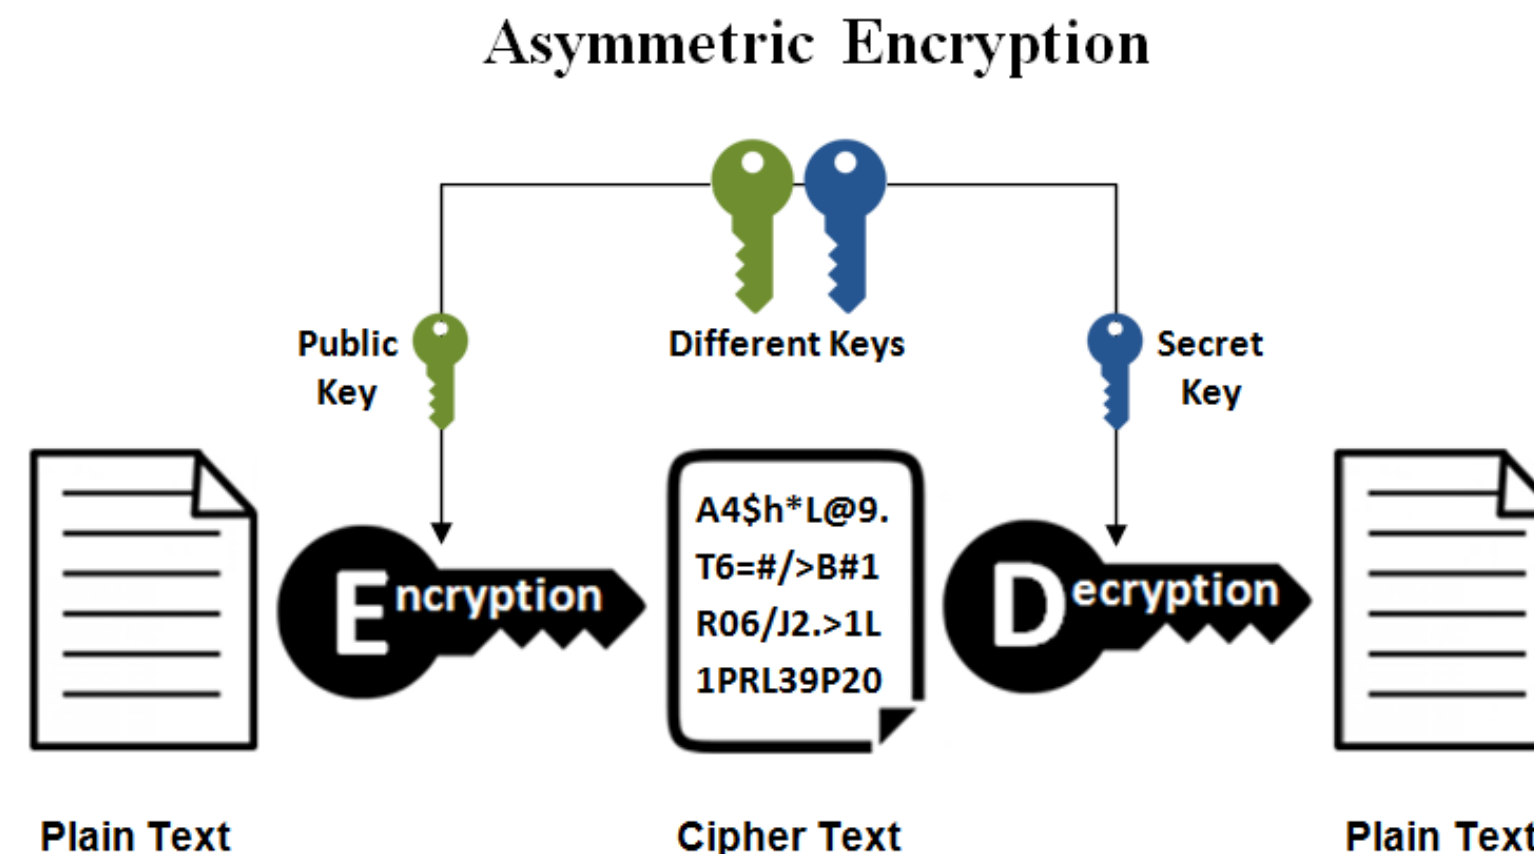 Asymmetric Encryption
Public
Key
Different Keys
Secret
Key
Encryption
A4$h*L@9.
T6=#/>B#1
R06/J2.>1L
1PRL39P20
Decryption
Plain Text
Cipher Text
Plain Text